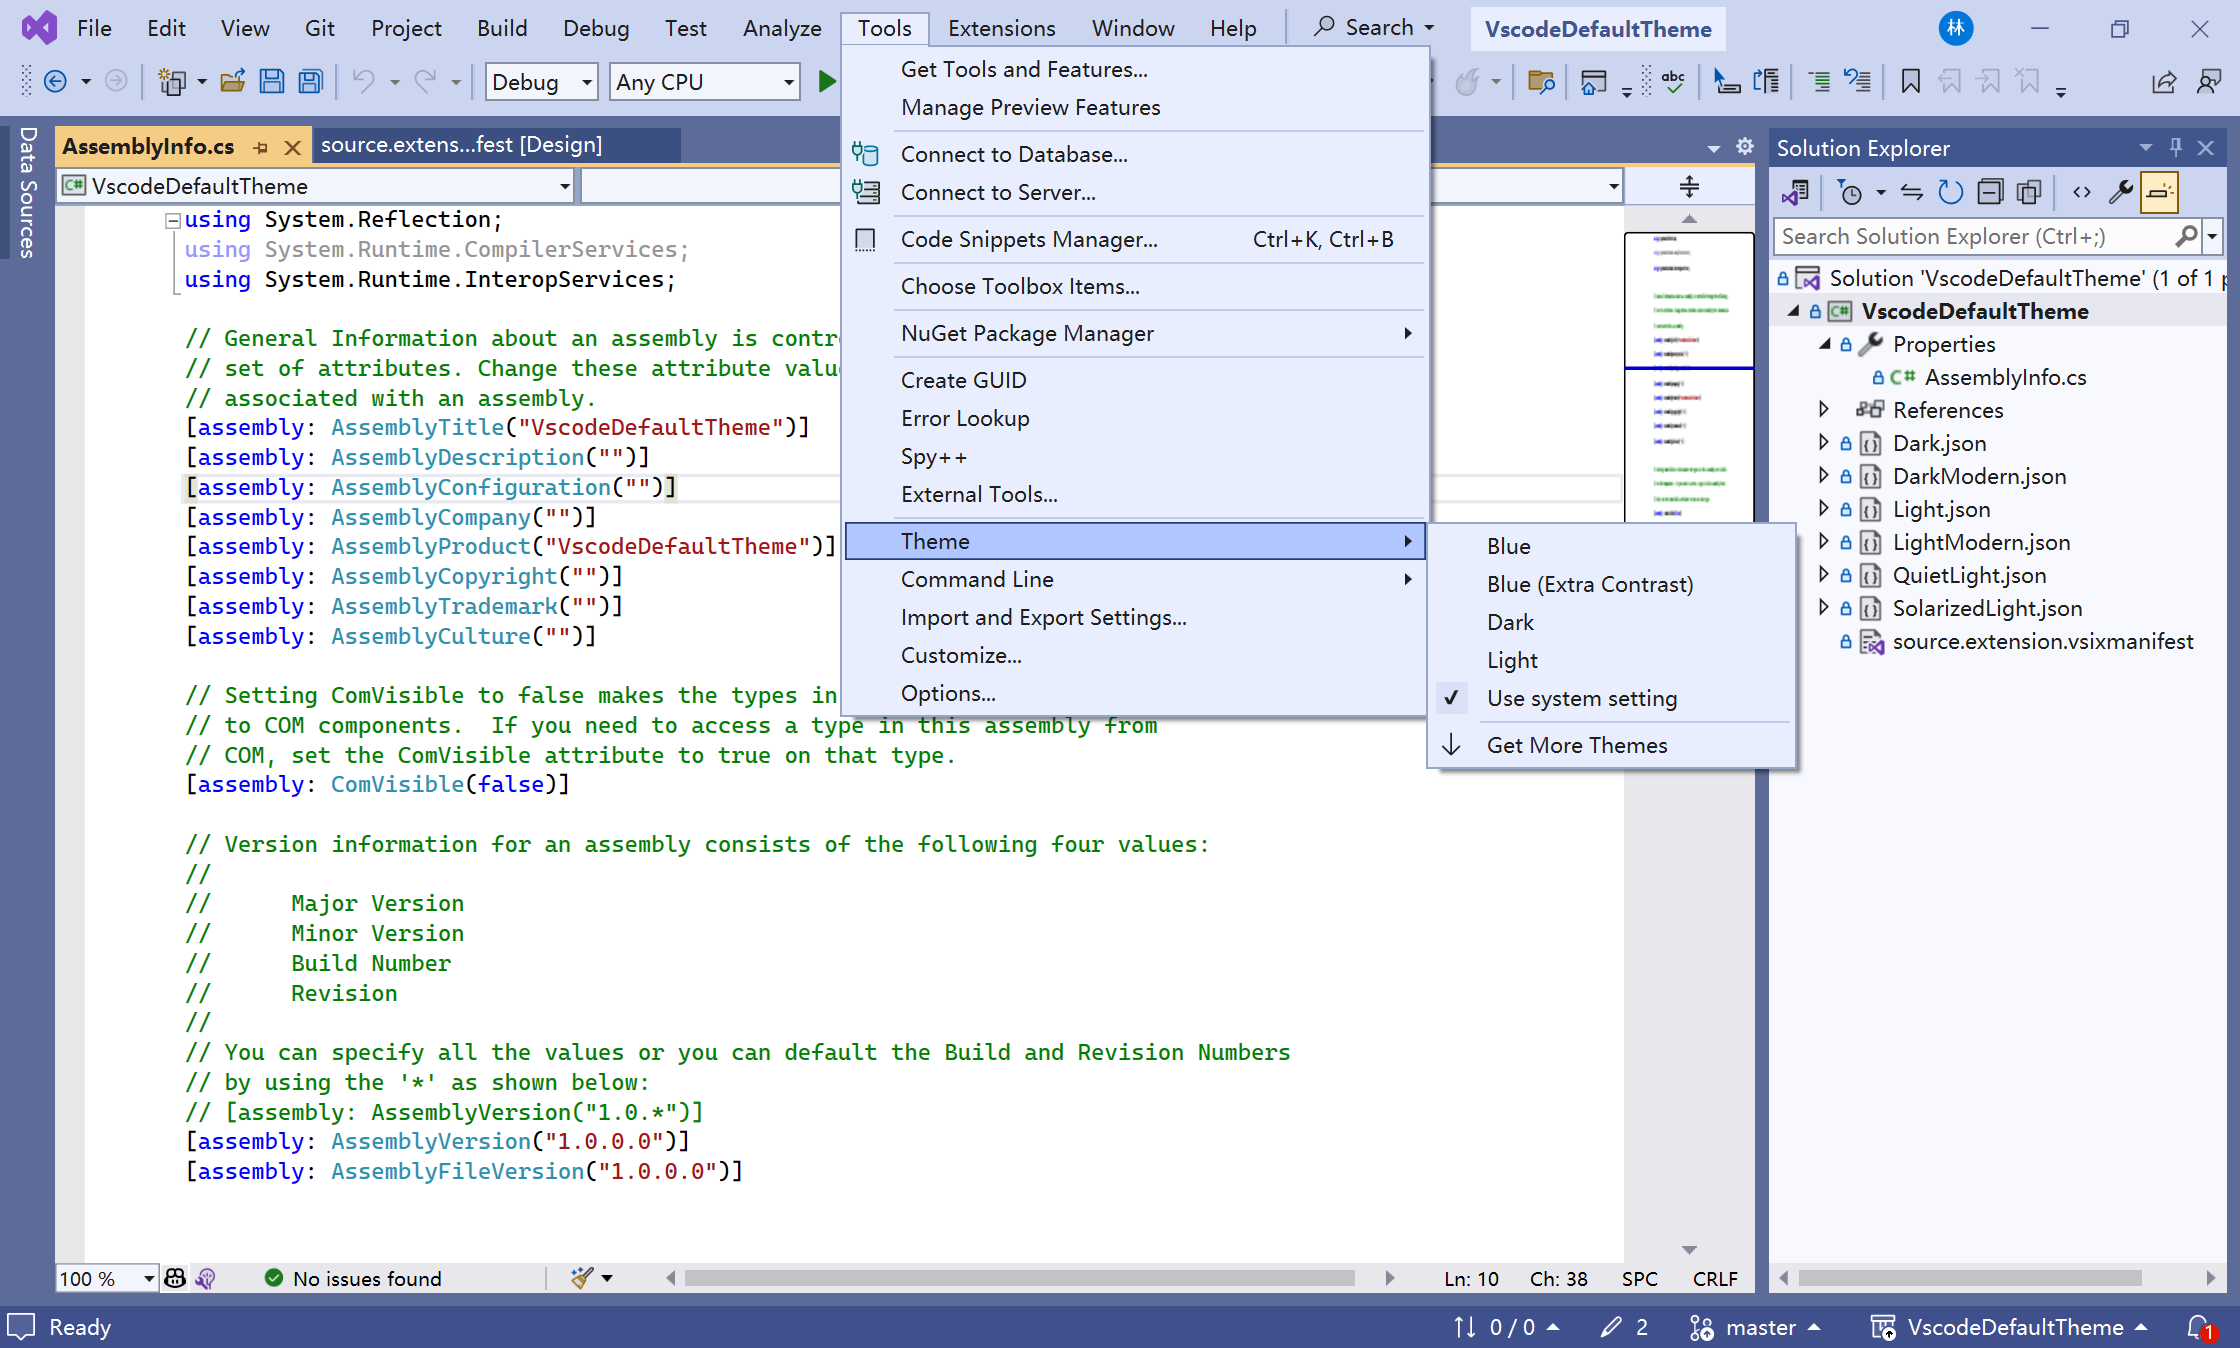 File Edit View Git Project Build Debug Test Analyze Tools Extensions Window Help Search VscodeDefaultTheme 林
Debug Any CPU abc
Data Sources
AssemblyInfo.cs source.extens...fest [Design]
C# VscodeDefaultTheme
using System.Reflection;
using System.Runtime.CompilerServices;
using System.Runtime.InteropServices;
// General Information about an assembly is contr
// set of attributes. Change these attribute valu
// associated with an assembly.
[assembly: AssemblyTitle("VscodeDefaultTheme")]
[assembly: AssemblyDescription("")]
[assembly: AssemblyConfiguration("")]
[assembly: AssemblyCompany("")]
[assembly: AssemblyProduct("VscodeDefaultTheme")]
[assembly: AssemblyCopyright("")]
[assembly: AssemblyTrademark("")]
[assembly: AssemblyCulture("")]
// Setting ComVisible to false makes the types in
// to COM components.  If you need to access a type in this assembly from
// COM, set the ComVisible attribute to true on that type.
[assembly: ComVisible(false)]
// Version information for an assembly consists of the following four values:
//
//      Major Version
//      Minor Version
//      Build Number
//      Revision
//
// You can specify all the values or you can default the Build and Revision Numbers
// by using the '*' as shown below:
// [assembly: AssemblyVersion("1.0.*")]
[assembly: AssemblyVersion("1.0.0.0")]
[assembly: AssemblyFileVersion("1.0.0.0")]
Get Tools and Features...
Manage Preview Features
Connect to Database...
Connect to Server...
Code Snippets Manager... Ctrl+K, Ctrl+B
Choose Toolbox Items...
NuGet Package Manager
Create GUID
Error Lookup
Spy++
External Tools...
Theme
Command Line
Import and Export Settings...
Customize...
Options...
Blue
Blue (Extra Contrast)
Dark
Light
Use system setting
Get More Themes
Solution Explorer
Search Solution Explorer (Ctrl+;)
Solution 'VscodeDefaultTheme' (1 of 1 p
C# VscodeDefaultTheme
Properties
C# AssemblyInfo.cs
References
Dark.json
DarkModern.json
Light.json
LightModern.json
QuietLight.json
SolarizedLight.json
source.extension.vsixmanifest
100 % No issues found Ln: 10 Ch: 38 SPC CRLF
Ready 0 / 0 2 master VscodeDefaultTheme 1